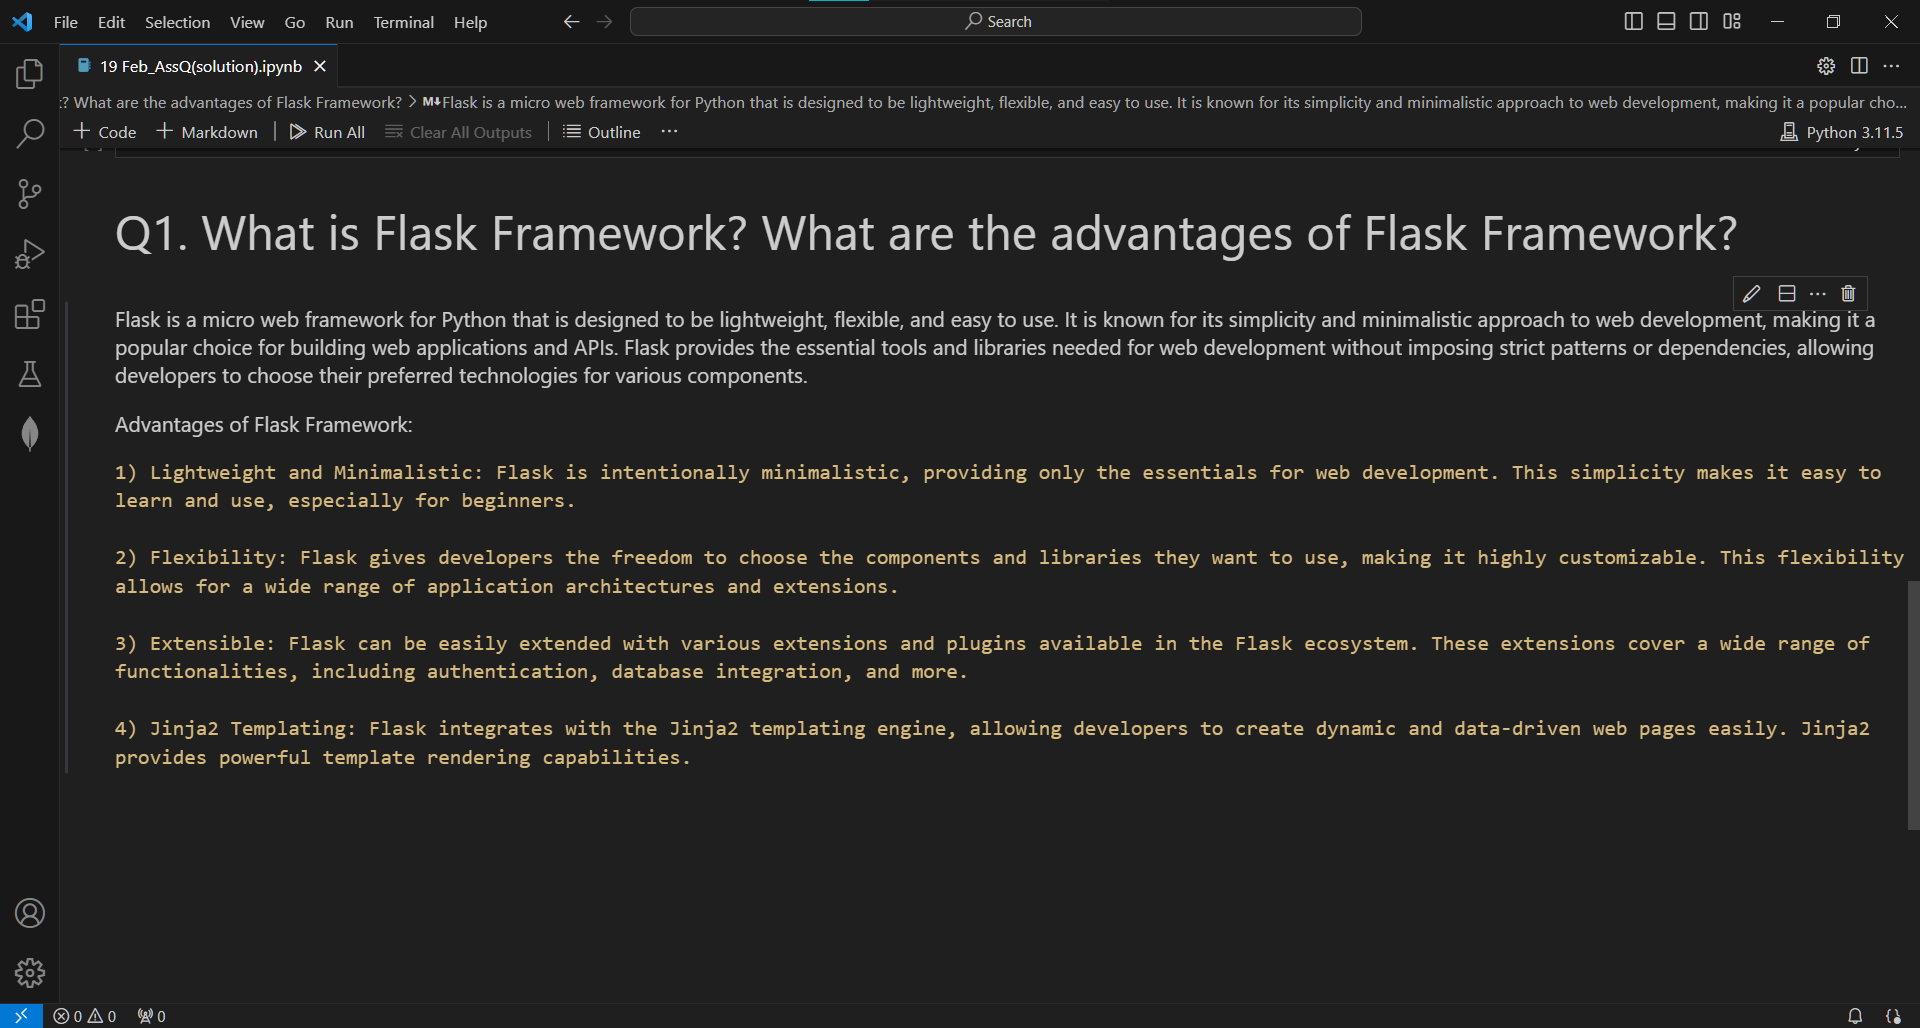 File Edit Selection View Go Run Terminal Help
Search
19 Feb_AssQ(solution).ipynb
:? What are the advantages of Flask Framework? > M↓ Flask is a micro web framework for Python that is designed to be lightweight, flexible, and easy to use. It is known for its simplicity and minimalistic approach to web development, making it a popular cho...
+ Code + Markdown Run All Clear All Outputs Outline ... Python 3.11.5
Q1. What is Flask Framework? What are the advantages of Flask Framework?
Flask is a micro web framework for Python that is designed to be lightweight, flexible, and easy to use. It is known for its simplicity and minimalistic approach to web development, making it a
popular choice for building web applications and APIs. Flask provides the essential tools and libraries needed for web development without imposing strict patterns or dependencies, allowing
developers to choose their preferred technologies for various components.
Advantages of Flask Framework:
1) Lightweight and Minimalistic: Flask is intentionally minimalistic, providing only the essentials for web development. This simplicity makes it easy to
learn and use, especially for beginners.
2) Flexibility: Flask gives developers the freedom to choose the components and libraries they want to use, making it highly customizable. This flexibility
allows for a wide range of application architectures and extensions.
3) Extensible: Flask can be easily extended with various extensions and plugins available in the Flask ecosystem. These extensions cover a wide range of
functionalities, including authentication, database integration, and more.
4) Jinja2 Templating: Flask integrates with the Jinja2 templating engine, allowing developers to create dynamic and data-driven web pages easily. Jinja2
provides powerful template rendering capabilities.
0 0 0